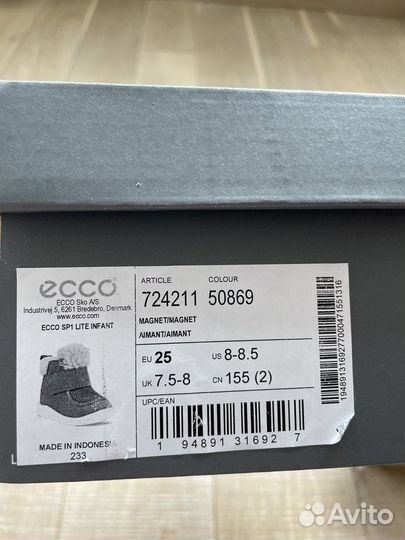 ecco
ECCO Sko A/S
Industrivej 5, 6261 Bredebro, Denmark
www.ecco.com
ECCO SP1 LITE INFANT
MADE IN INDONESIA
233
ARTICLE COLOUR
724211 50869
MAGNET/MAGNET
AIMANT/AIMANT
EU 25 US 8-8.5
UK 7.5-8 CN 155 (2)
UPC/EAN
1 94891 31692 7
1948913169277000471551316
Avito